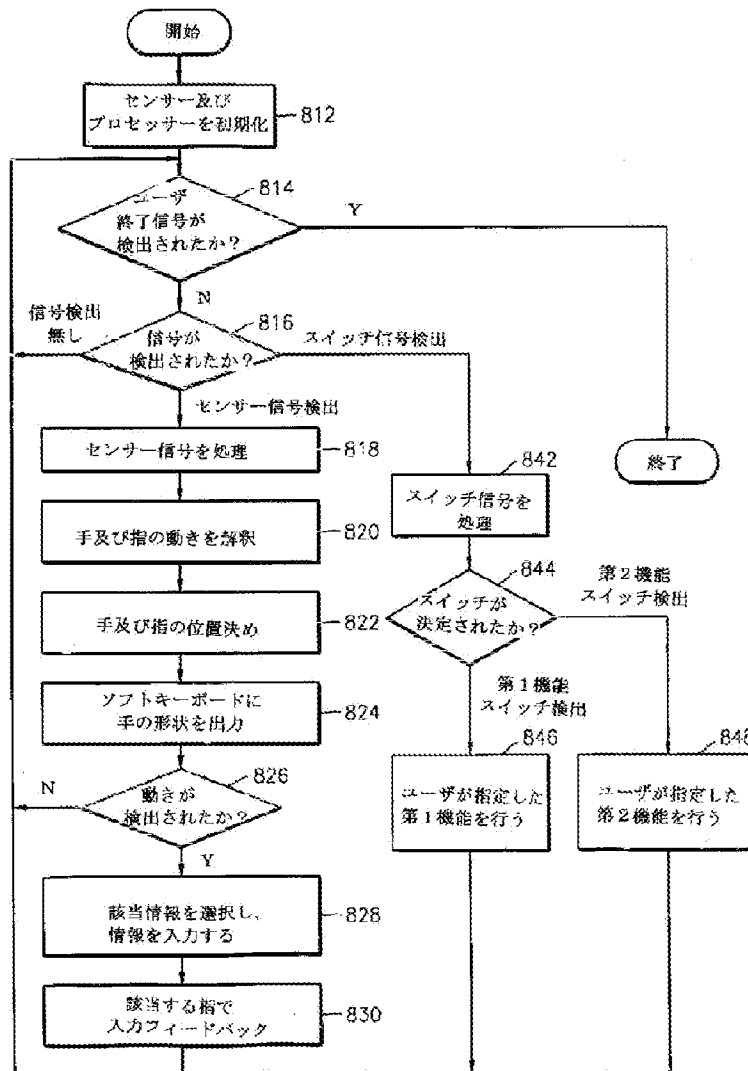 開始
センサー及び
プロセッサーを初期化
812
ユーザ
終了信号が
検出されたか?
814
Y
N
信号検出
無し
信号が
検出されたか?
816
スイッチ信号検出
センサー信号検出
センサー信号を処理
818
842
終了
スイッチ信号を
処理
手及び指の動きを解釈
820
844
第2機能
スイッチ検出
スイッチが
決定されたか?
手及び指の位置決め
822
第1機能
スイッチ検出
ソフトキーボードに
手の形状を出力
824
846
848
826
N
動きが
検出されたか?
ユーザが指定した
第1機能を行う
ユーザが指定した
第2機能を行う
Y
該当情報を選択し、
情報を入力する
828
該当する指で
入力フィードバック
830